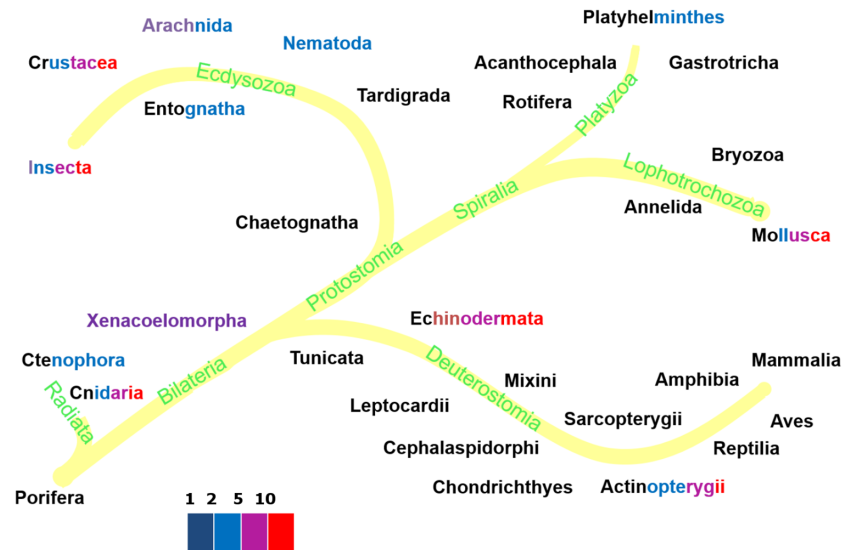 Platyhelminthes
Arachnida
Nematoda
Crustacea
Ecdysozoa
Acanthocephala
Gastrotricha
Tardigrada
Rotifera
Platyzoa
Entognatha
Bryozoa
Insecta
Lophotrochozoa
Spiralia
Annelida
Chaetognatha
Mollusca
Protostomia
Xenacoelomorpha
Echinodermata
Ctenophora
Tunicata
Mammalia
Bilateria
Deuterostomia
Mixini
Amphibia
Cnidaria
Radiata
Leptocardii
Sarcopterygii
Aves
Cephalaspidorphi
Reptilia
Chondrichthyes
Actinopterygii
Porifera
1 2 5 10